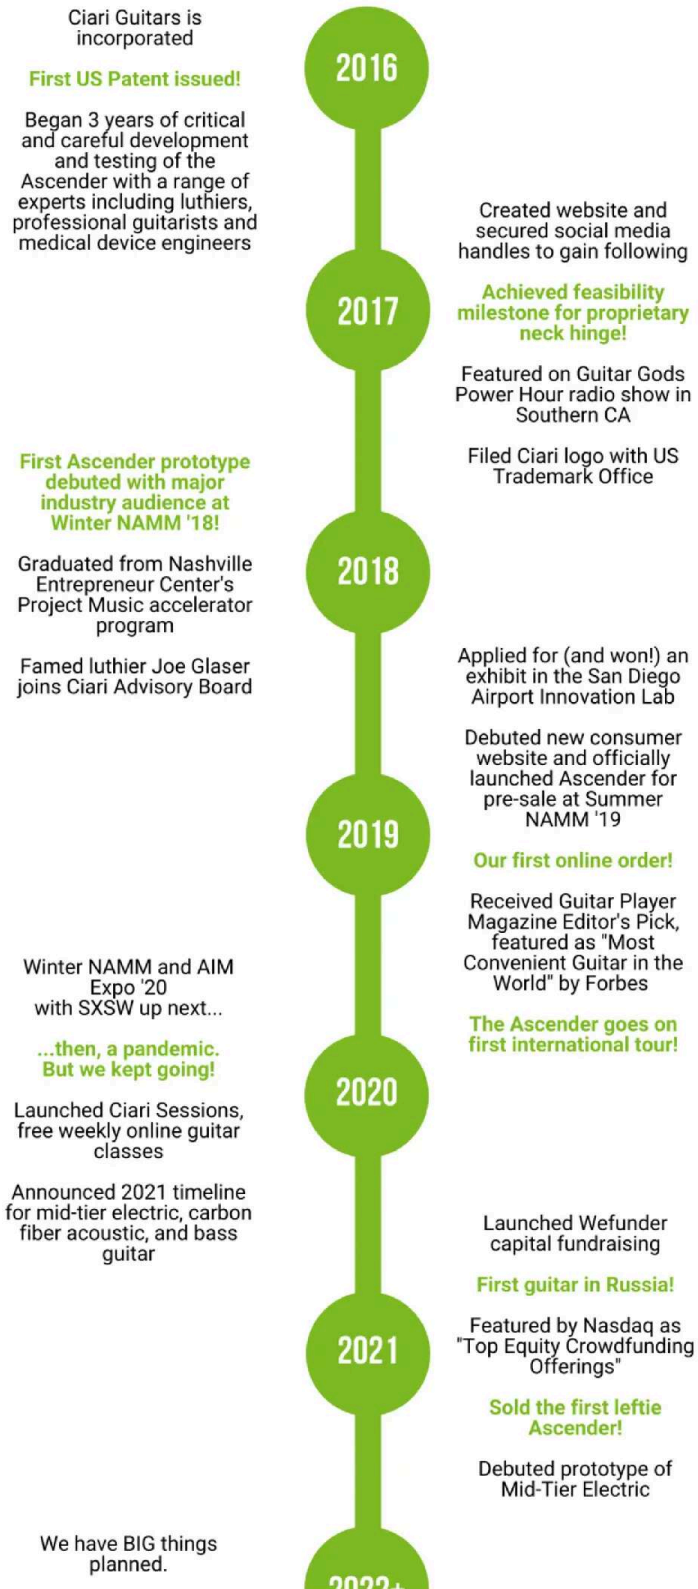 Ciari Guitars is
incorporated
First US Patent issued!
Began 3 years of critical
and careful development
and testing of the
Ascender with a range of
experts including luthiers,
professional guitarists and
medical device engineers
2016
Created website and
secured social media
handles to gain following
Achieved feasibility
milestone for proprietary
neck hinge!
Featured on Guitar Gods
Power Hour radio show in
Southern CA
Filed Ciari logo with US
Trademark Office
2017
First Ascender prototype
debuted with major
industry audience at
Winter NAMM '18!
Graduated from Nashville
Entrepreneur Center's
Project Music accelerator
program
Famed luthier Joe Glaser
joins Ciari Advisory Board
2018
Applied for (and won!) an
exhibit in the San Diego
Airport Innovation Lab
Debuted new consumer
website and officially
launched Ascender for
pre-sale at Summer
NAMM '19
Our first online order!
Received Guitar Player
Magazine Editor's Pick,
featured as "Most
Convenient Guitar in the
World" by Forbes
The Ascender goes on
first international tour!
2019
Winter NAMM and AIM
Expo '20
with SXSW up next...
...then, a pandemic.
But we kept going!
Launched Ciari Sessions,
free weekly online guitar
classes
Announced 2021 timeline
for mid-tier electric, carbon
fiber acoustic, and bass
guitar
2020
Launched Wefunder
capital fundraising
First guitar in Russia!
Featured by Nasdaq as
"Top Equity Crowdfunding
Offerings"
Sold the first leftie
Ascender!
Debuted prototype of
Mid-Tier Electric
2021
We have BIG things
planned.
2022+